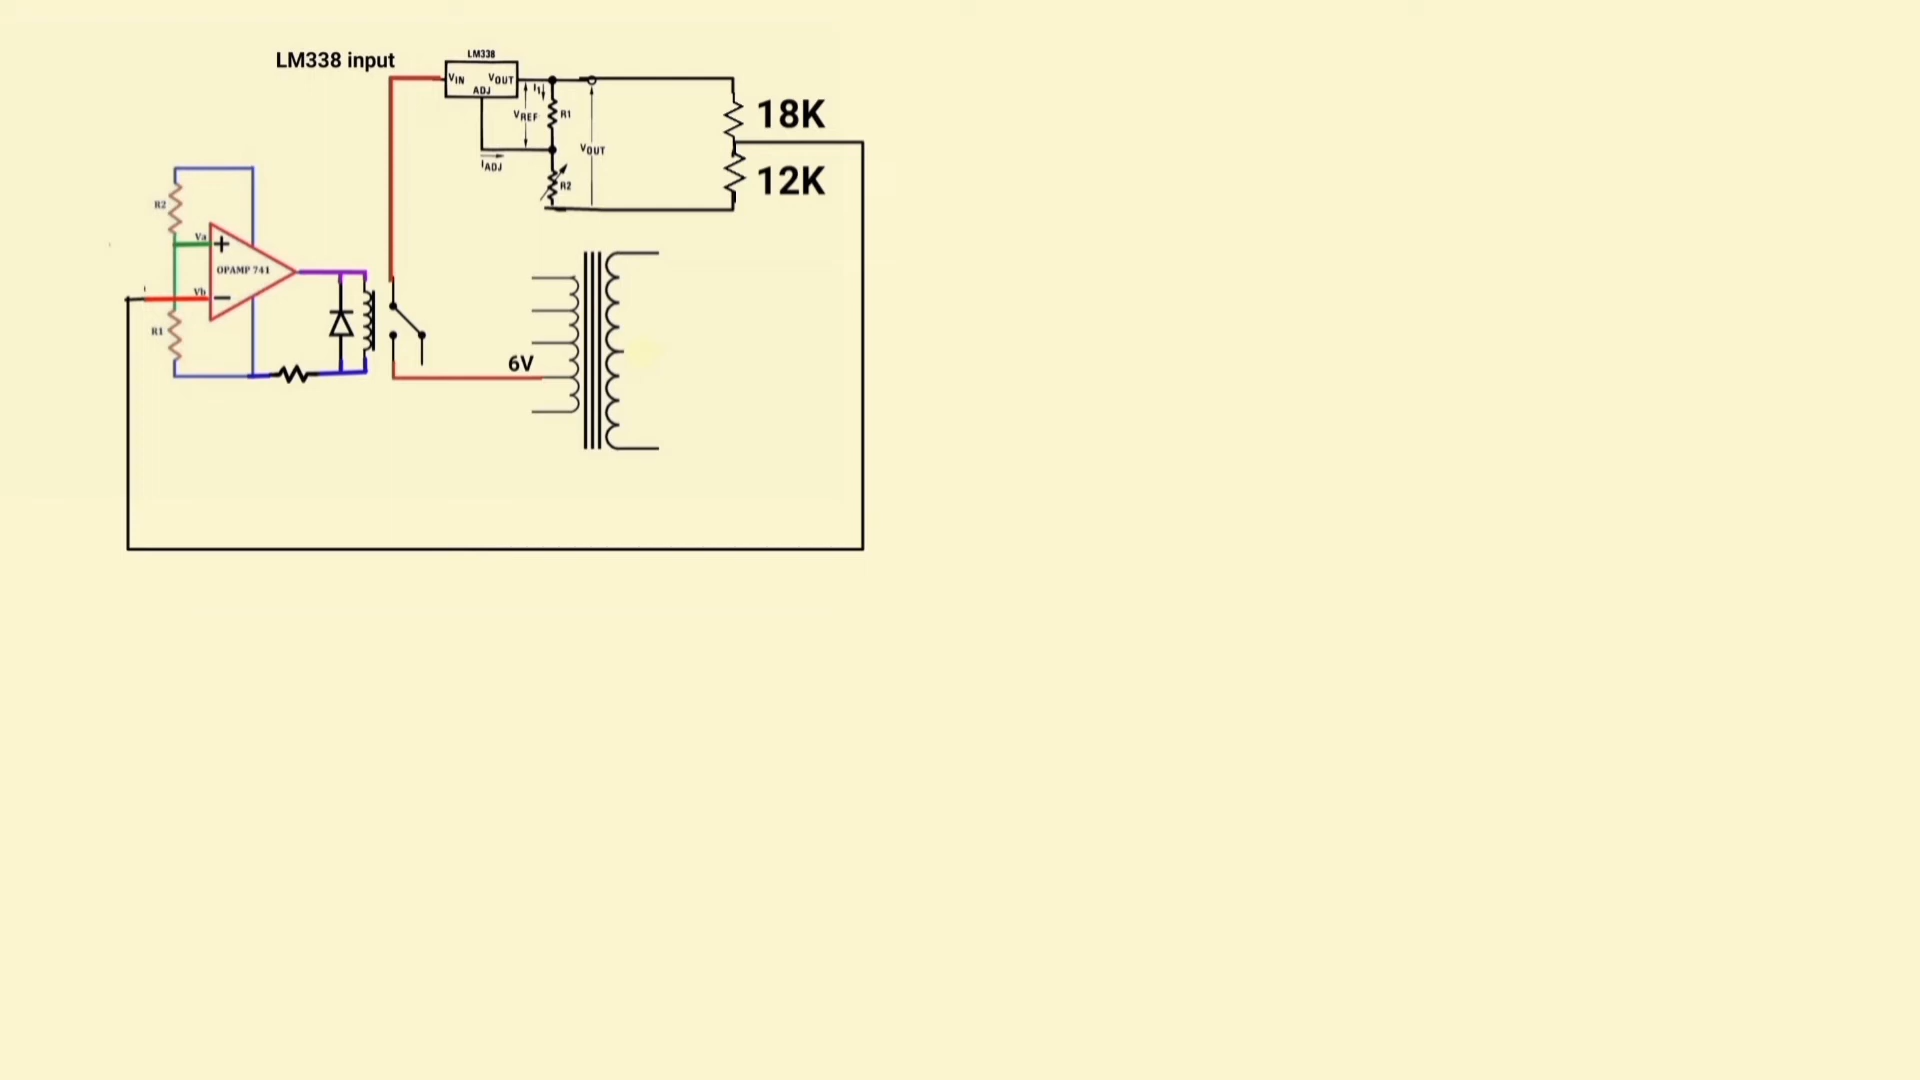 LM338 input
LM338
VIN VOUT
ADJ
I1
VREF
R1
VOUT
IADJ
R2
18K
12K
R2
Va
+
OPAMP 741
Vb
−
R1
6V